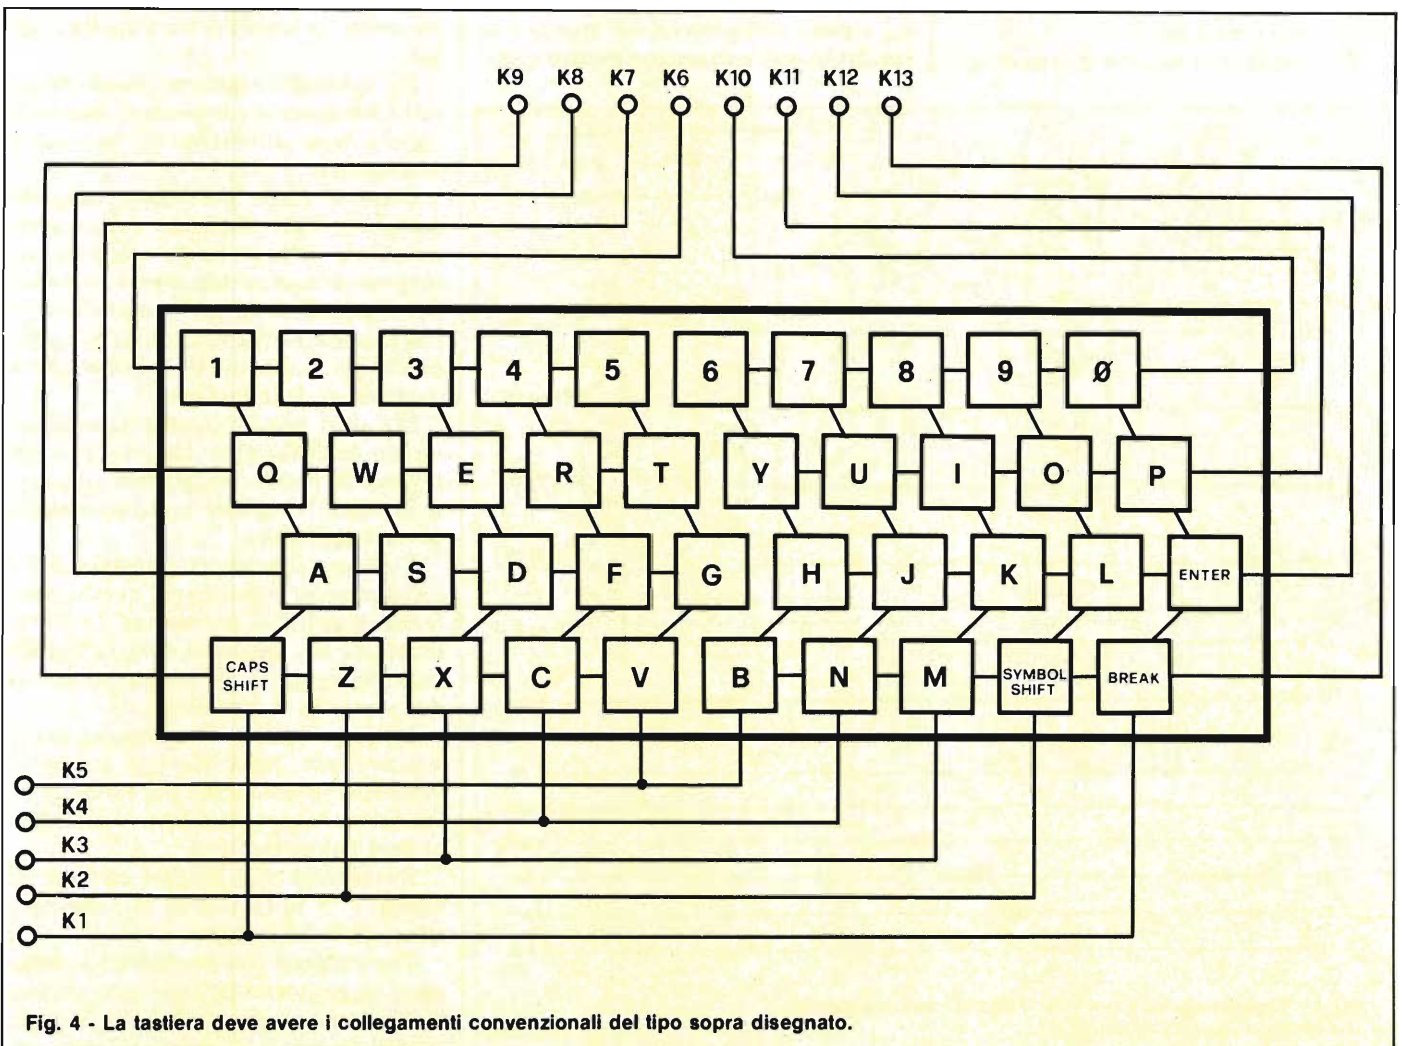 K9 K8 K7 K6 K10 K11 K12 K13
1 2 3 4 5 6 7 8 9 Ø
Q W E R T Y U I O P
A S D F G H J K L ENTER
CAPS SHIFT Z X C V B N M SYMBOL SHIFT BREAK
K5
K4
K3
K2
K1
Fig. 4 - La tastiera deve avere i collegamenti convenzionali del tipo sopra disegnato.